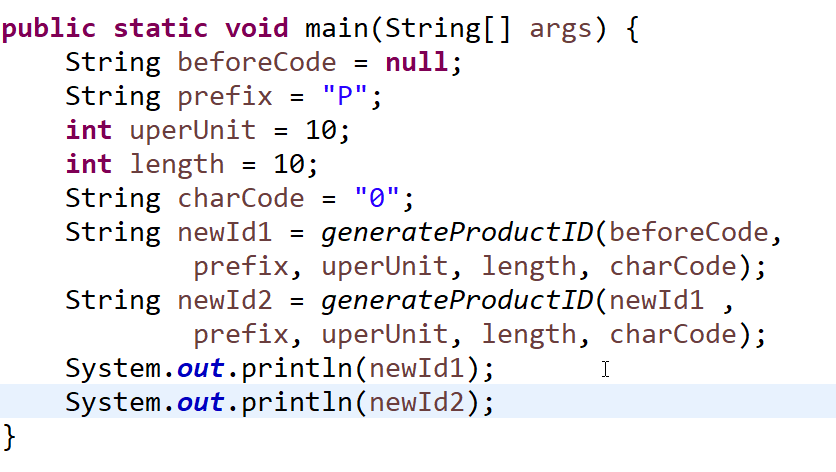 public static void main(String[] args) {
    String beforeCode = null;
    String prefix = "P";
    int uperUnit = 10;
    int length = 10;
    String charCode = "0";
    String newId1 = generateProductID(beforeCode,
            prefix, uperUnit, length, charCode);
    String newId2 = generateProductID(newId1 ,
            prefix, uperUnit, length, charCode);
    System.out.println(newId1);
    System.out.println(newId2);
}